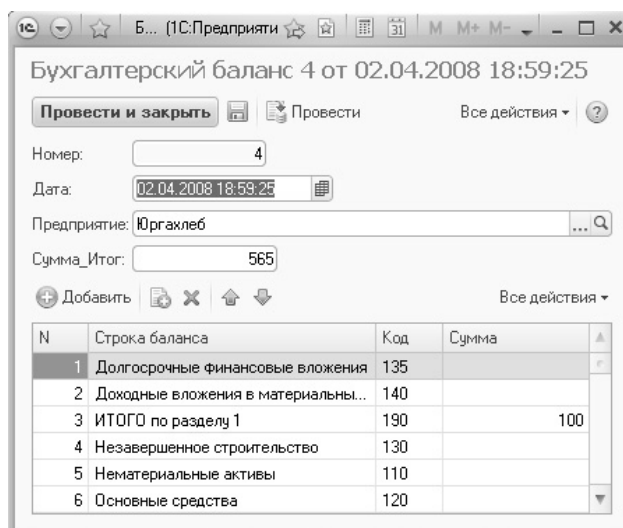 1С Б... (1С:Предприяти 31 M M+ M-
Бухгалтерский баланс 4 от 02.04.2008 18:59:25
Провести и закрыть Провести Все действия ?
Номер: 4
Дата: 02.04.2008 18:59:25
Предприятие: Юргахлеб ...
Сумма_Итог: 565
Добавить Все действия
N Строка баланса Код Сумма
1 Долгосрочные финансовые вложения 135
2 Доходные вложения в материальны... 140
3 ИТОГО по разделу 1 190 100
4 Незавершенное строительство 130
5 Нематериальные активы 110
6 Основные средства 120